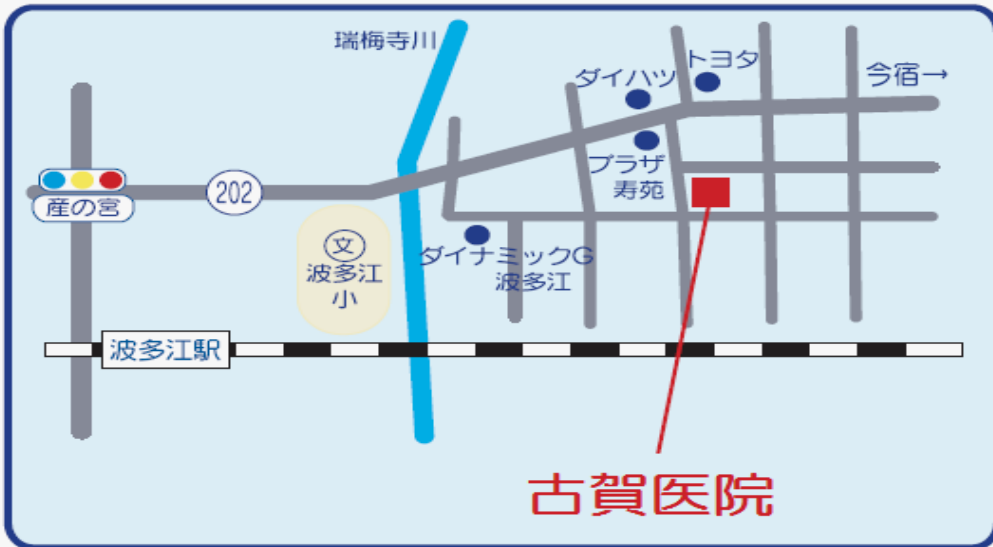 瑞梅寺川
トヨタ
ダイハツ
今宿→
プラザ
寿苑
202
産の宮
文
波多江
小
ダイナミックG
波多江
波多江駅
古賀医院